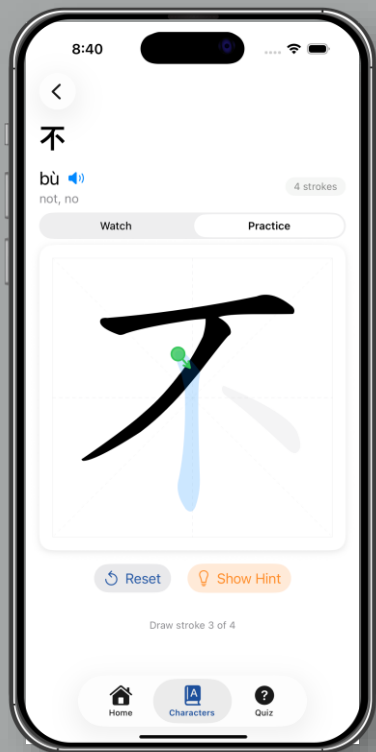 8:40
不
bù
4 strokes
not, no
Watch
Practice
Reset
Show Hint
Draw stroke 3 of 4
Home
Characters
Quiz